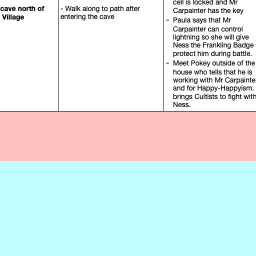 cave north of
Village
- Walk along to path after
entering the cave
cell is locked and Mr
Carpainter has the key
- Paula says that Mr
Carpainter can control
lightning so she will give
Ness the Frankling Badge
protect him during battle.
- Meet Pokey outside of the
house who tells that he is
working with Mr Carpainte
and for Happy-Happyism.
brings Cultists to fight with
Ness.